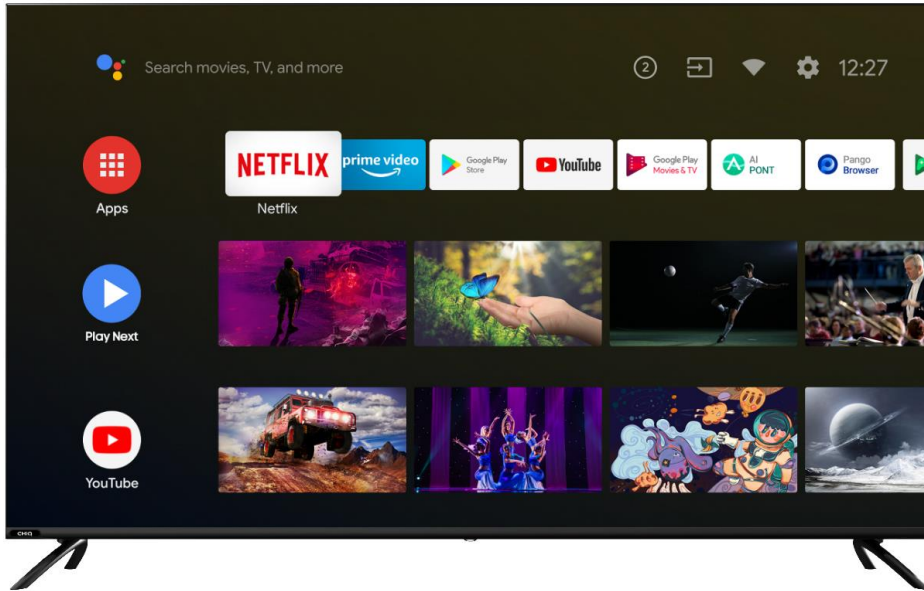 Search movies, TV, and more
2
12:27
NETFLIX
prime video
Google Play
Store
YouTube
Google Play
Movies & TV
AI
PONT
Pango
Browser
Apps
Netflix
Play Next
YouTube
CHiQ